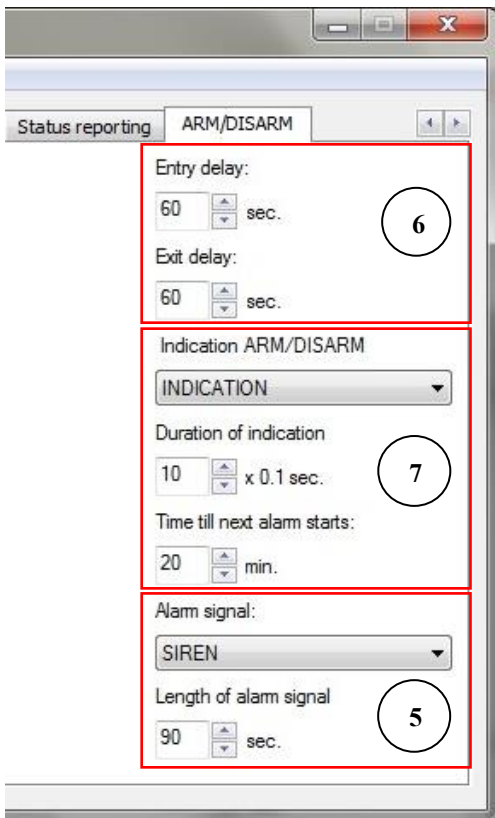 Status reporting ARM/DISARM
Entry delay:
60 sec.
6
Exit delay:
60 sec.
Indication ARM/DISARM
INDICATION
Duration of indication
10 x 0.1 sec.
7
Time till next alarm starts:
20 min.
Alarm signal:
SIREN
Length of alarm signal
5
90 sec.